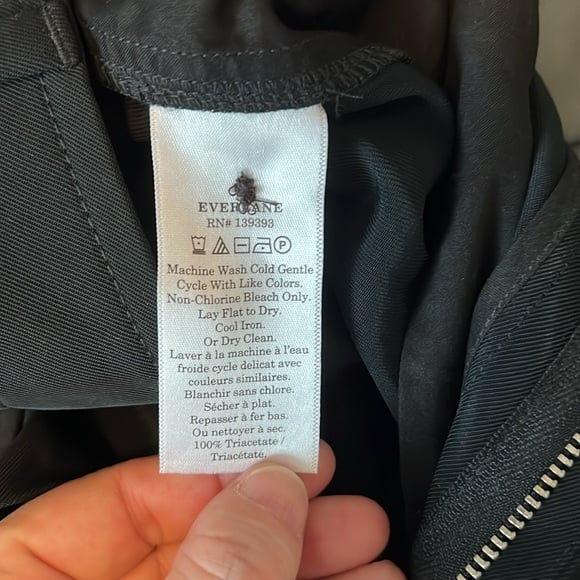 EVERLANE
RN# 139393
Machine Wash Cold Gentle
Cycle With Like Colors.
Non-Chlorine Bleach Only.
Lay Flat to Dry.
Cool Iron.
Or Dry Clean.
Laver à la machine à l'eau
froide cycle delicat avec
couleurs similaires.
Blanchir sans chlore.
Sécher à plat.
Repasser à fer bas.
Ou nettoyer à sec.
100% Triacetate /
Triacétate.